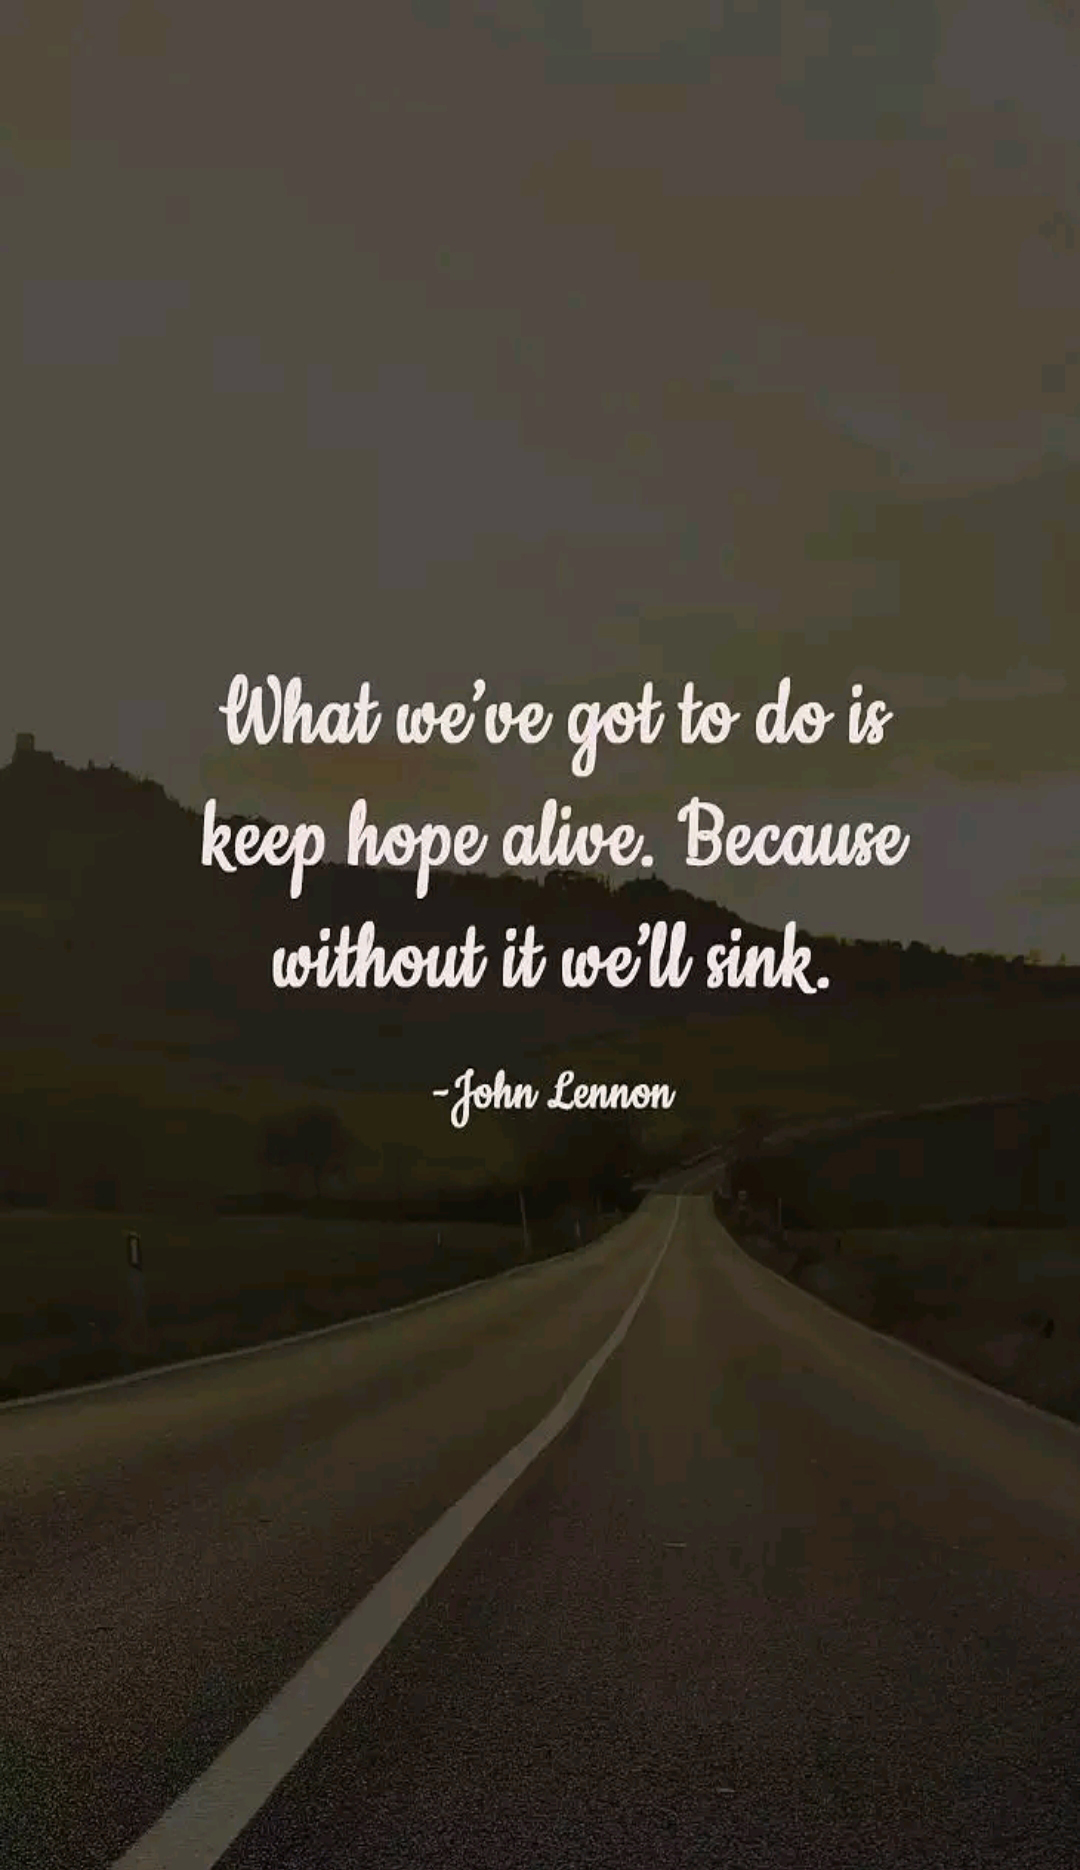 What we've got to do is
keep hope alive. Because
without it we'll sink.
-John Lennon